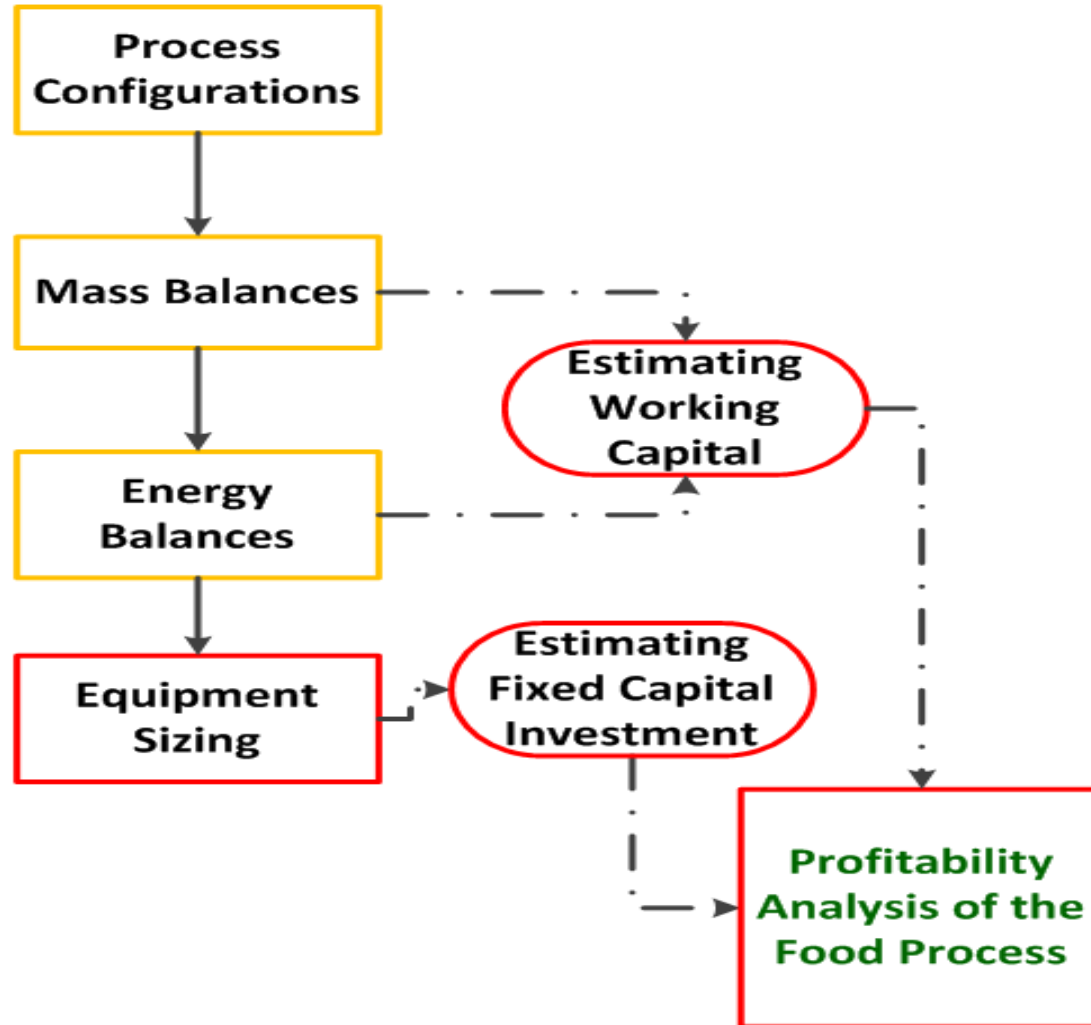 Process
Configurations
Mass Balances
Estimating
Working
Capital
Energy
Balances
Equipment
Sizing
Estimating
Fixed Capital
Investment
Profitability
Analysis of the
Food Process